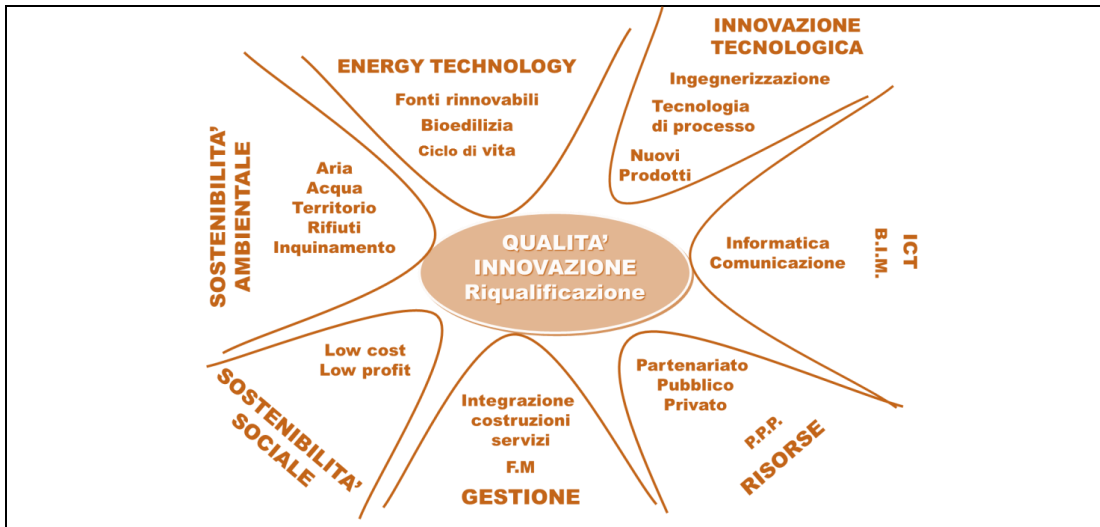 INNOVAZIONE
TECNOLOGICA
Ingegnerizzazione
Tecnologia
di processo
Nuovi
Prodotti
ENERGY TECHNOLOGY
Fonti rinnovabili
Bioedilizia
Ciclo di vita
SOSTENIBILITA’
AMBIENTALE
Aria
Acqua
Territorio
Rifiuti
Inquinamento
QUALITA’
INNOVAZIONE
Riqualificazione
Informatica
Comunicazione
ICT
B.I.M.
Low cost
Low profit
SOSTENIBILITA’
SOCIALE
Integrazione
costruzioni
servizi
F.M
GESTIONE
Partenariato
Pubblico
Privato
P.P.P.
RISORSE